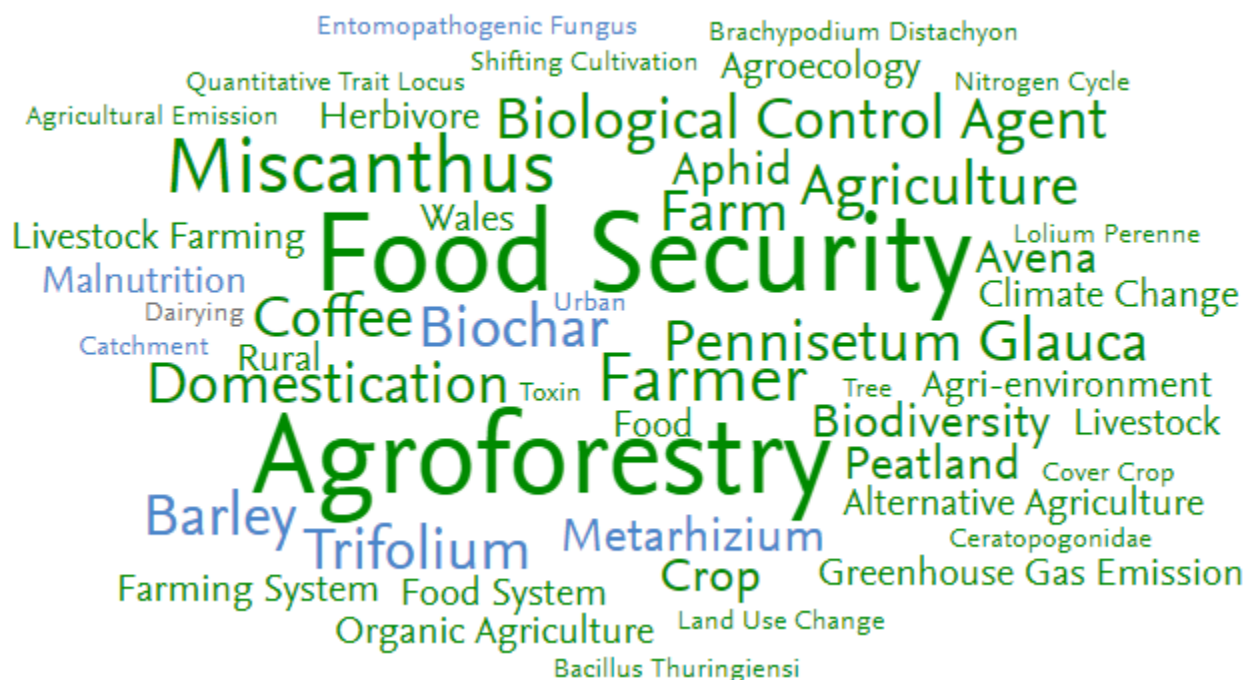 Entomopathogenic Fungus
Brachypodium Distachyon
Shifting Cultivation
Agroecology
Quantitative Trait Locus
Nitrogen Cycle
Agricultural Emission
Herbivore
Biological Control Agent
Miscanthus
Aphid
Agriculture
Wales
Farm
Livestock Farming
Food Security
Lolium Perenne
Avena
Malnutrition
Climate Change
Dairying
Coffee
Biochar
Urban
Catchment
Rural
Pennisetum Glauca
Domestication
Toxin
Farmer
Tree
Agri-environment
Food
Biodiversity
Livestock
Agroforestry
Peatland
Cover Crop
Alternative Agriculture
Barley
Trifolium
Metarhizium
Ceratopogonidae
Farming System
Food System
Crop
Greenhouse Gas Emission
Organic Agriculture
Land Use Change
Bacillus Thuringiensi